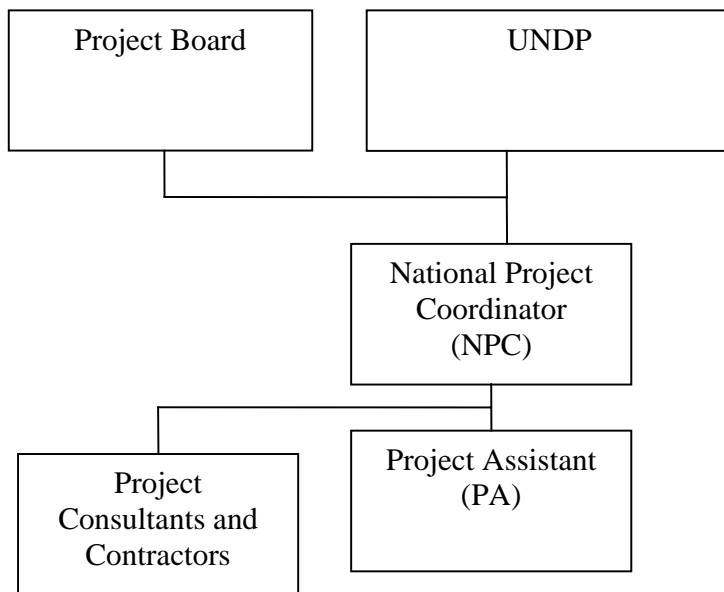 Project Board
UNDP
National Project
Coordinator
(NPC)
Project Assistant
(PA)
Project
Consultants and
Contractors